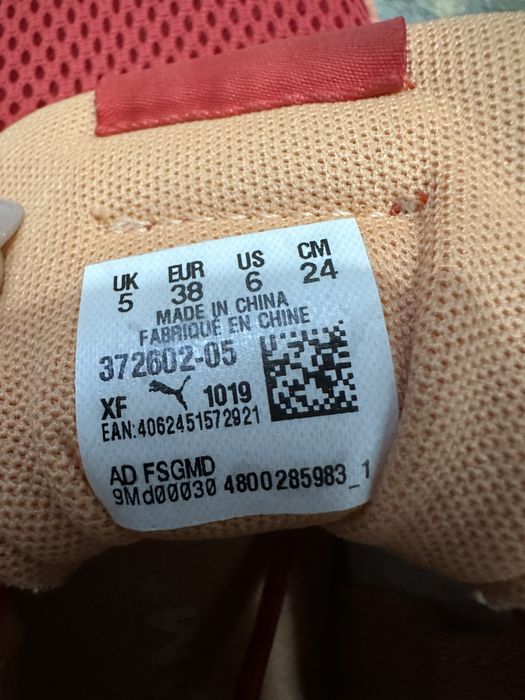 UK EUR US CM
5 38 6 24
MADE IN CHINA
FABRIQUÉ EN CHINE
372602-05
XF 1019
EAN:4062451572921
AD FSGMD
9Md00030 4800285983_1